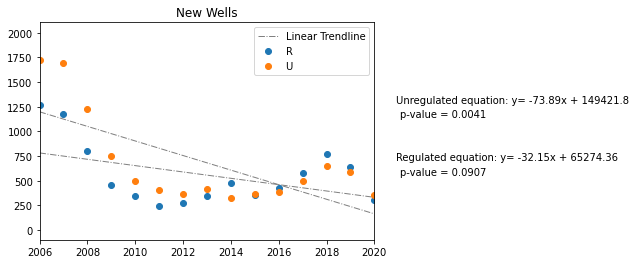 New Wells
2000
1750
1500
1250
1000
750
500
250
0
2006
2008
2010
2012
2014
2016
2018
2020
Linear Trendline
R
U
Unregulated equation: y= -73.89x + 149421.8
p-value = 0.0041
Regulated equation: y= -32.15x + 65274.36
p-value = 0.0907